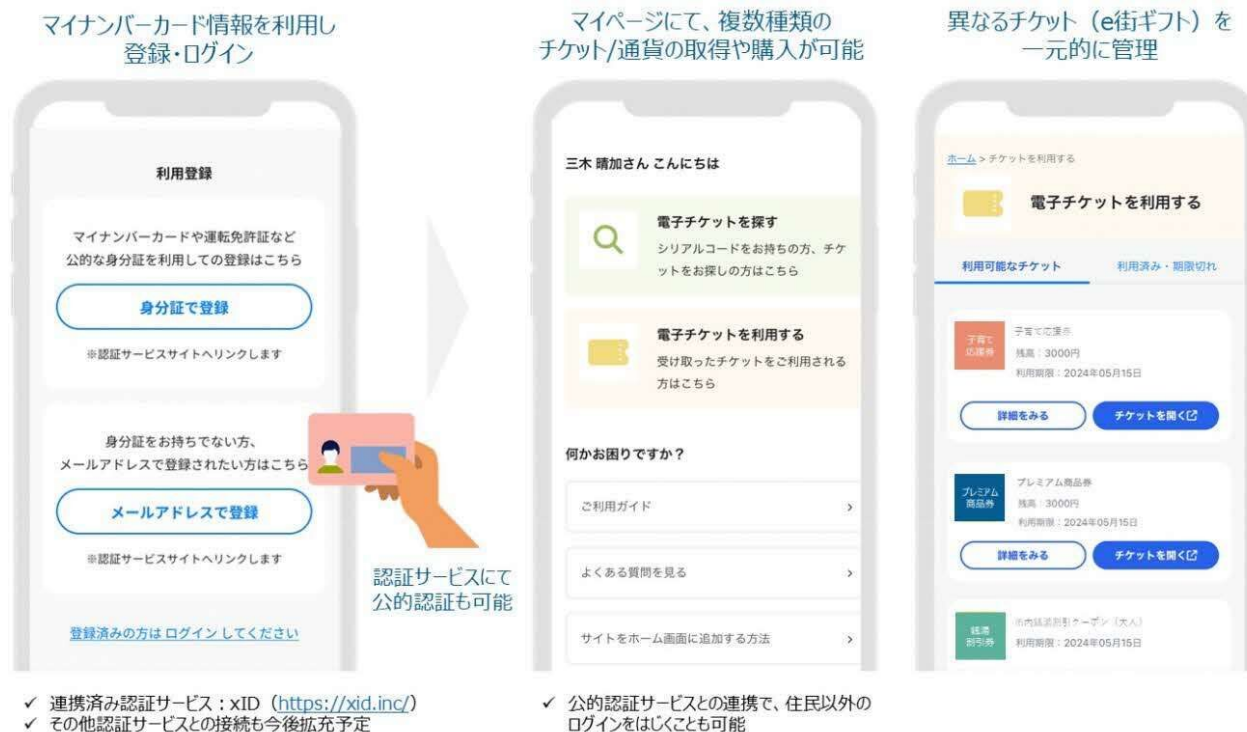 マイナンバーカード情報を利用し
登録・ログイン
利用登録
マイナンバーカードや運転免許証など
公的な身分証を利用しての登録はこちら
身分証で登録
※認証サービスサイトへリンクします
身分証をお持ちでない方、
メールアドレスで登録されたい方はこちら
メールアドレスで登録
※認証サービスサイトへリンクします
登録済みの方は ログイン してください
認証サービスにて
公的認証も可能
✓ 連携済み認証サービス：xID（https://xid.inc/）
✓ その他認証サービスとの接続も今後拡充予定
マイページにて、複数種類の
チケット/通貨の取得や購入が可能
三木 晴加さん こんにちは
電子チケットを探す
シリアルコードをお持ちの方、チケ
ットをお探しの方はこちら
電子チケットを利用する
受け取ったチケットをご利用される
方はこちら
何かお困りですか？
ご利用ガイド
よくある質問を見る
サイトをホーム画面に追加する方法
✓ 公的認証サービスとの連携で、住民以外の
ログインをはじくことも可能
異なるチケット（e街ギフト）を
一元的に管理
ホーム > チケットを利用する
電子チケットを利用する
利用可能なチケット
利用済み・期限切れ
子育て
応援券
子育て応援券
残高：3000円
利用期限：2024年05月15日
詳細をみる
チケットを開く
プレミアム
商品券
プレミアム商品券
残高：3000円
利用期限：2024年05月15日
詳細をみる
チケットを開く
銭湯
割引券
市内銭湯割引クーポン（大人）
利用期限：2024年05月15日